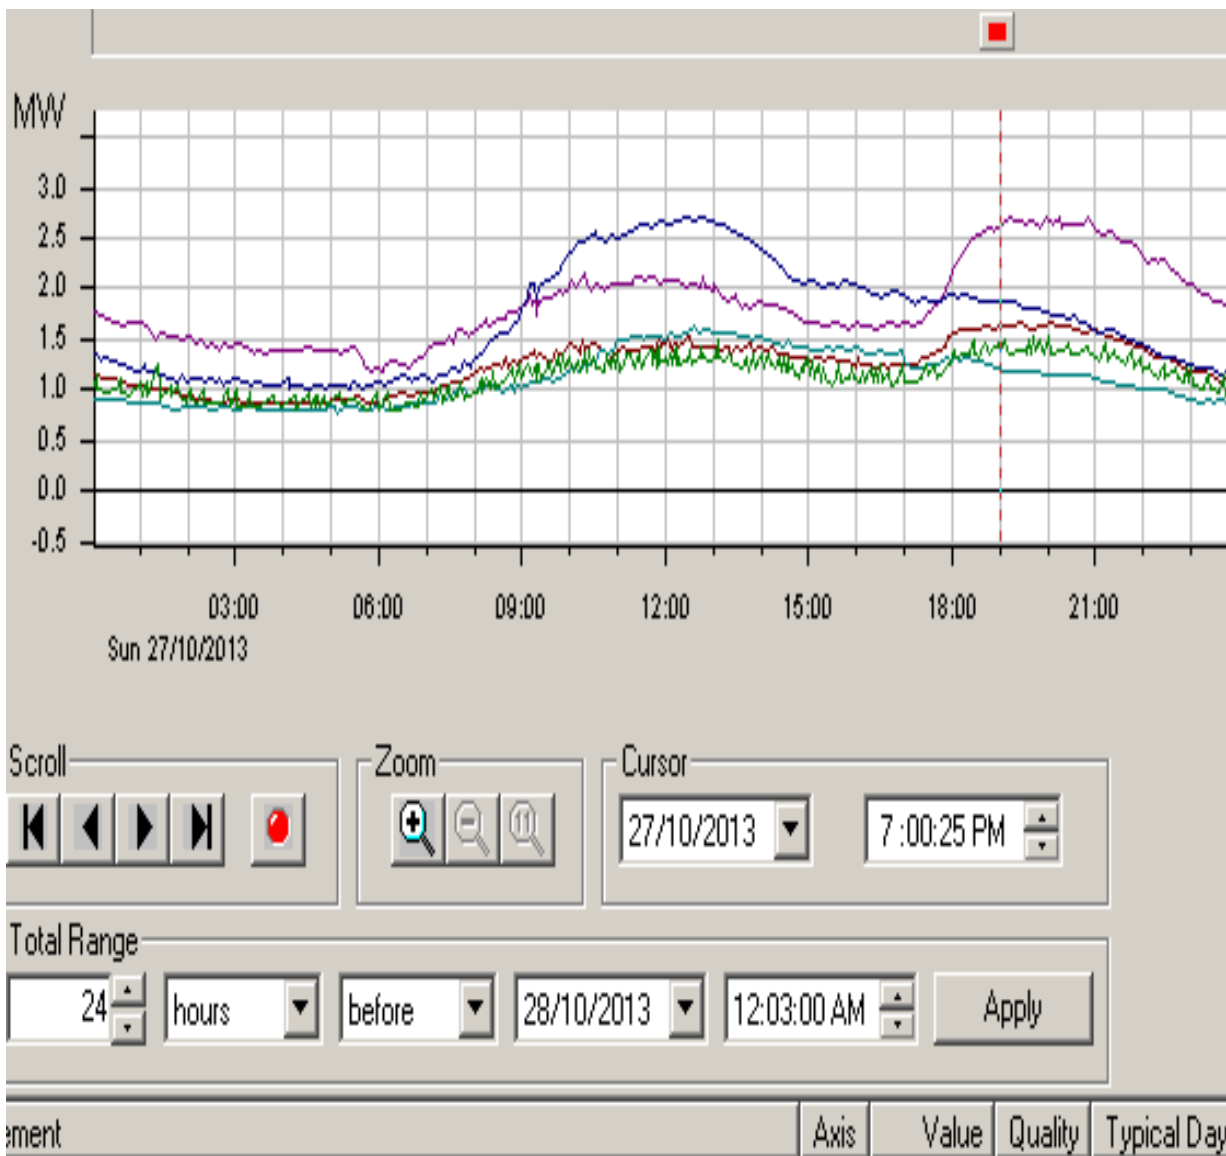 MW
3.0
2.5
2.0
1.5
1.0
0.5
0.0
-0.5
03:00 06:00 09:00 12:00 15:00 18:00 21:00
Sun 27/10/2013
Scroll Zoom Cursor
27/10/2013 7:00:25 PM
Total Range
24 hours before 28/10/2013 12:03:00 AM Apply
ement Axis Value Quality Typical Day